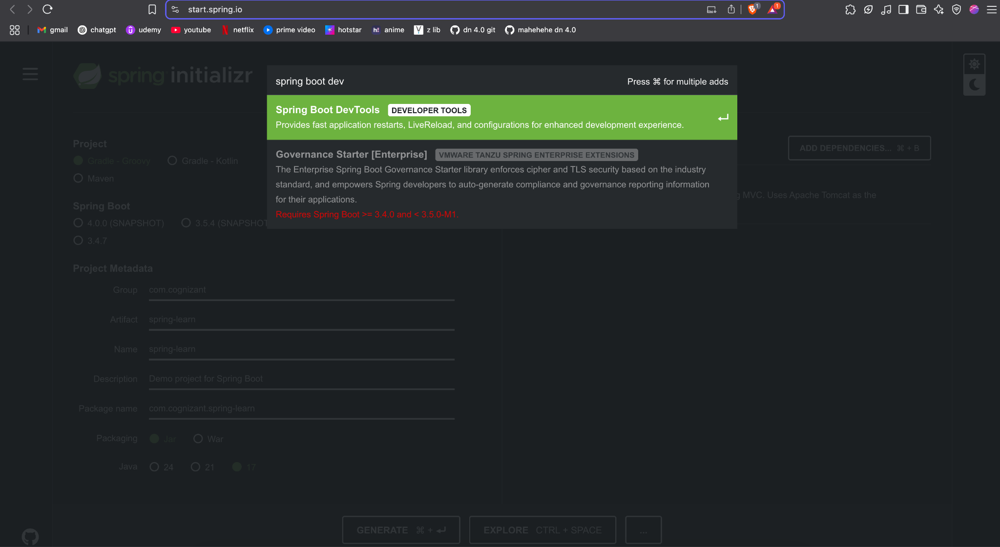 start.spring.io
1
1
gmail
chatgpt
udemy
youtube
netflix
prime video
hotstar
h!
anime
z lib
dn 4.0 git
mahehehe dn 4.0
spring initializr
spring boot dev
Press ⌘ for multiple adds
Spring Boot DevTools DEVELOPER TOOLS
Provides fast application restarts, LiveReload, and configurations for enhanced development experience.
Governance Starter [Enterprise] VMWARE TANZU SPRING ENTERPRISE EXTENSIONS
The Enterprise Spring Boot Governance Starter library enforces cipher and TLS security based on the industry
standard, and empowers Spring developers to auto-generate compliance and governance reporting information
for their applications.
Requires Spring Boot >= 3.4.0 and < 3.5.0-M1.
Project
Gradle - Groovy Gradle - Kotlin
Maven
Spring Boot
4.0.0 (SNAPSHOT) 3.5.4 (SNAPSHOT
3.4.7
Project Metadata
Group com.cognizant
Artifact spring-learn
Name spring-learn
Description Demo project for Spring Boot
Package name com.cognizant.spring-learn
Packaging Jar War
Java 24 21 17
ADD DEPENDENCIES... ⌘ + B
MVC. Uses Apache Tomcat as the
GENERATE ⌘ + ⏎
EXPLORE CTRL + SPACE
...